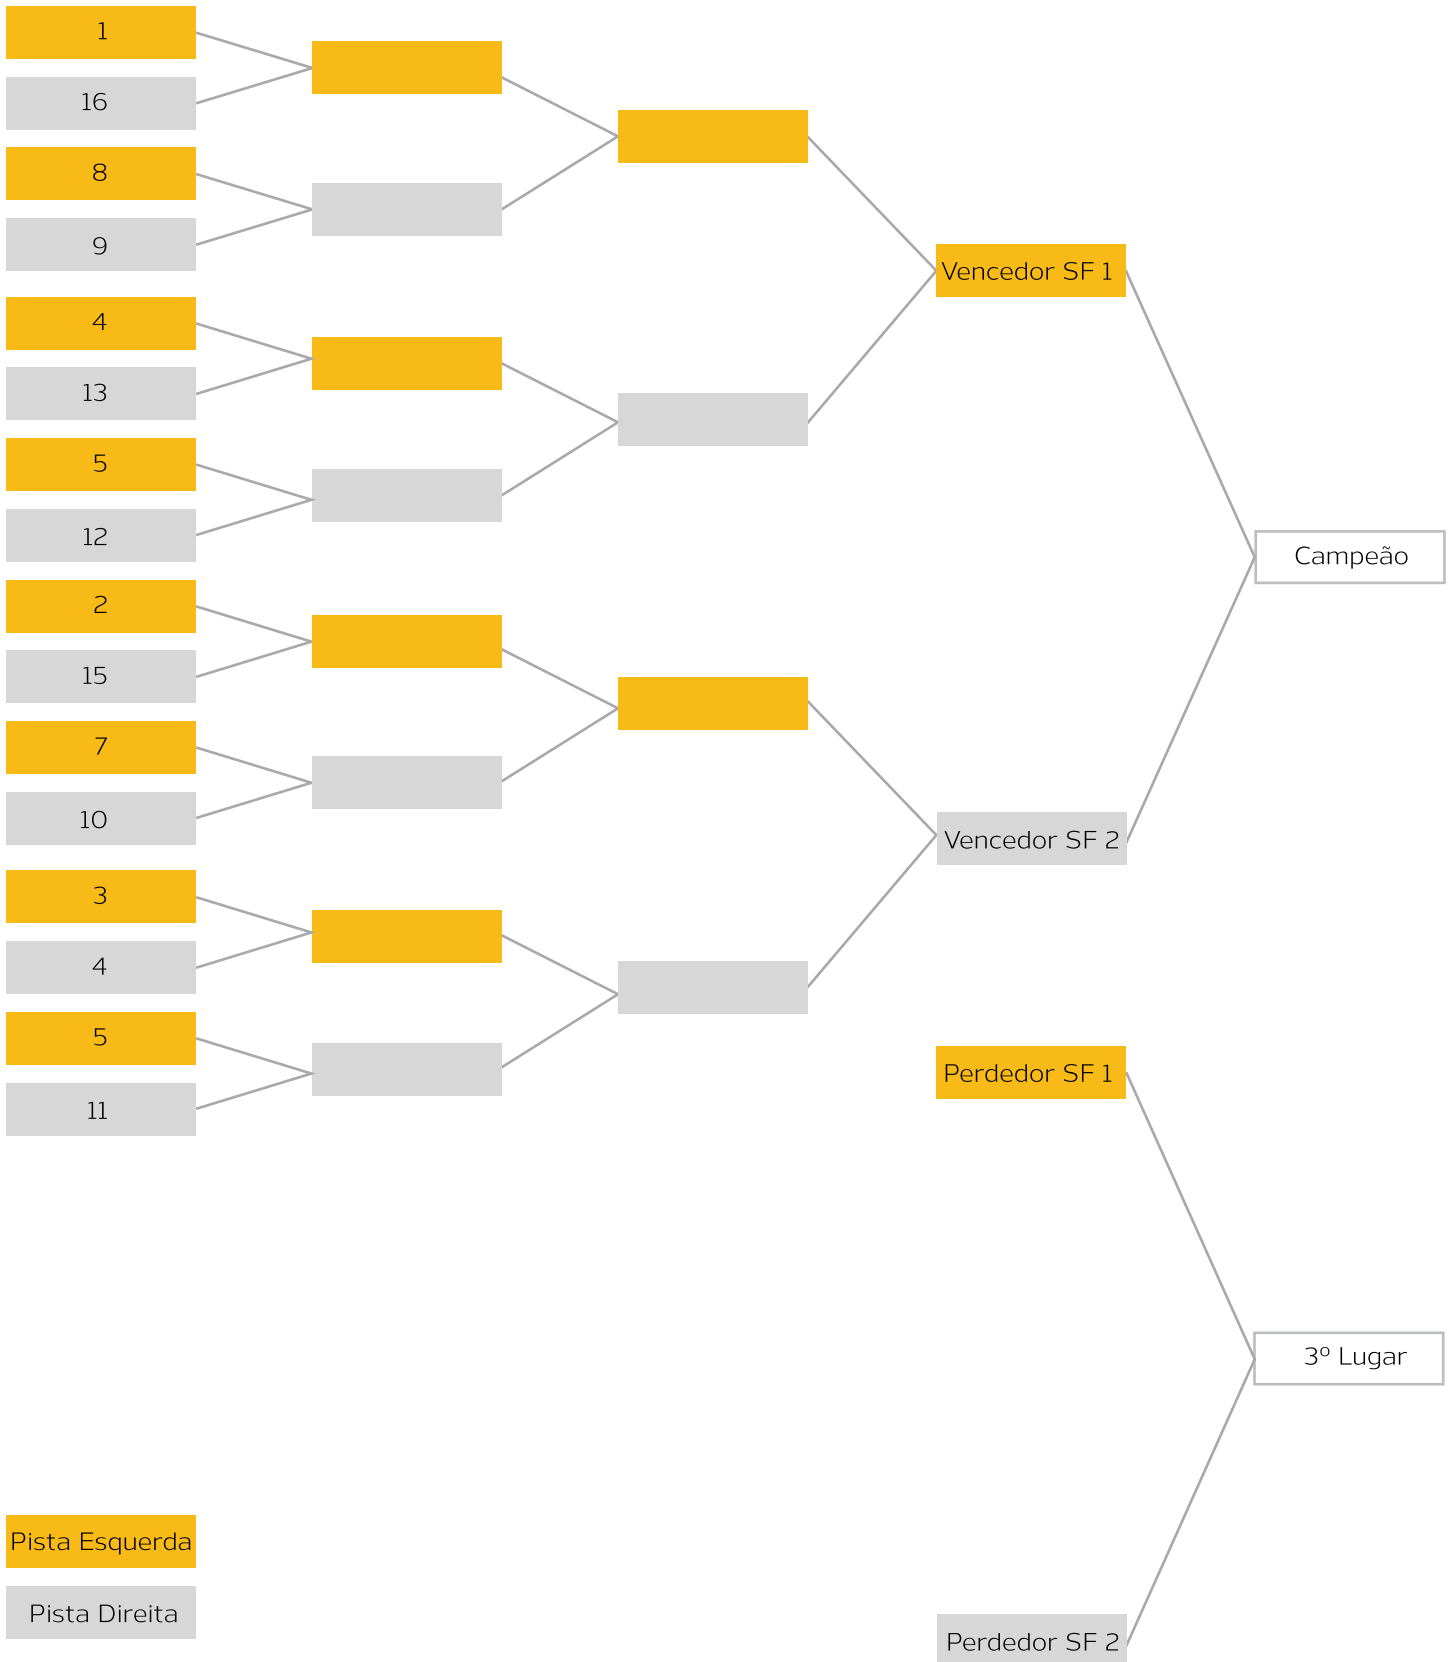 1
16
8
9
4
13
5
12
2
15
7
10
3
4
5
11
Vencedor SF 1
Vencedor SF 2
Campeão
Perdedor SF 1
Perdedor SF 2
3º Lugar
Pista Esquerda
Pista Direita